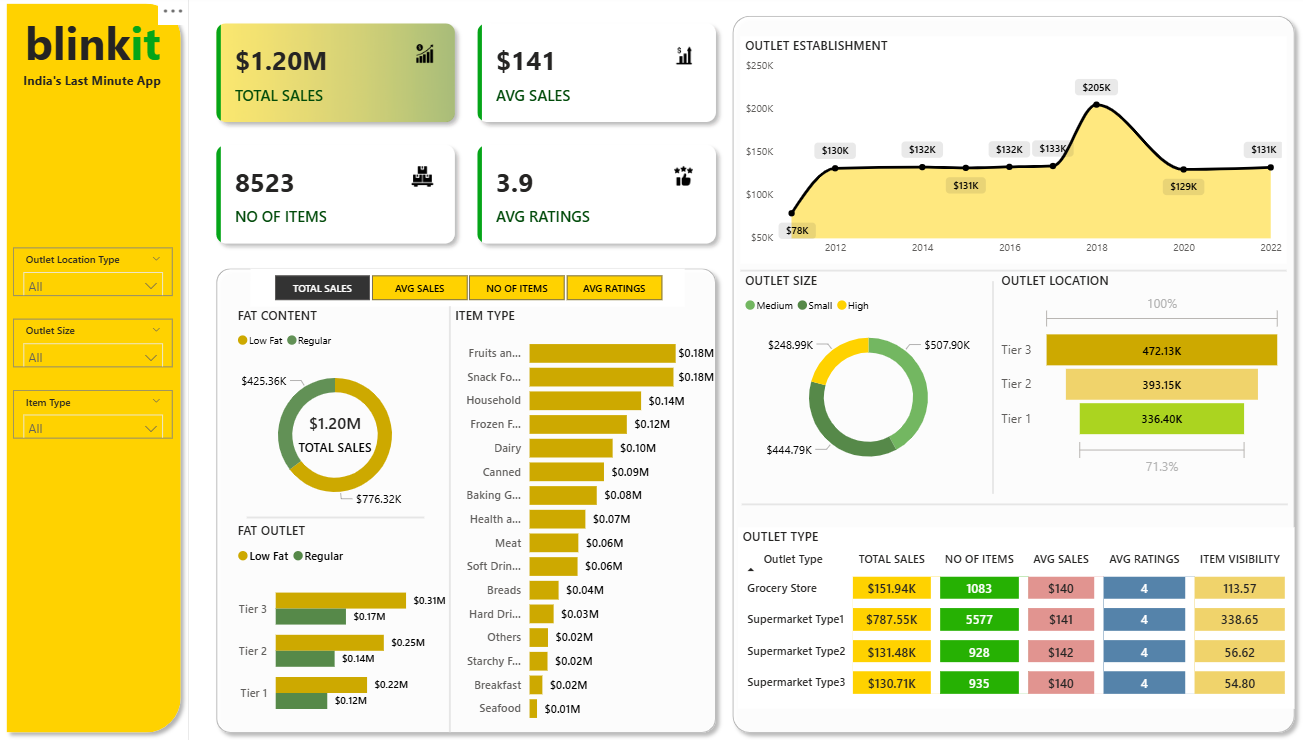 blinkit
India's Last Minute App
Outlet Location Type
All
Outlet Size
All
Item Type
All
$1.20M
TOTAL SALES
$141
AVG SALES
8523
NO OF ITEMS
3.9
AVG RATINGS
TOTAL SALES AVG SALES NO OF ITEMS AVG RATINGS
FAT CONTENT
Low Fat Regular
$425.36K
$1.20M
TOTAL SALES
$776.32K
FAT OUTLET
Low Fat Regular
Tier 3 $0.31M
$0.17M
Tier 2 $0.25M
$0.14M
Tier 1 $0.22M
$0.12M
ITEM TYPE
Fruits an... $0.18M
Snack Fo... $0.18M
Household $0.14M
Frozen F... $0.12M
Dairy $0.10M
Canned $0.09M
Baking G... $0.08M
Health a... $0.07M
Meat $0.06M
Soft Drin... $0.06M
Breads $0.04M
Hard Dri... $0.03M
Others $0.02M
Starchy F... $0.02M
Breakfast $0.02M
Seafood $0.01M
OUTLET ESTABLISHMENT
$250K
$200K
$150K
$100K
$50K
$78K $130K $132K $131K $132K $133K $205K $129K $131K
2012 2014 2016 2018 2020 2022
OUTLET SIZE
Medium Small High
$248.99K $507.90K
$444.79K
OUTLET LOCATION
100%
Tier 3 472.13K
Tier 2 393.15K
Tier 1 336.40K
71.3%
OUTLET TYPE
Outlet Type TOTAL SALES NO OF ITEMS AVG SALES AVG RATINGS ITEM VISIBILITY
Grocery Store $151.94K 1083 $140 4 113.57
Supermarket Type1 $787.55K 5577 $141 4 338.65
Supermarket Type2 $131.48K 928 $142 4 56.62
Supermarket Type3 $130.71K 935 $140 4 54.80